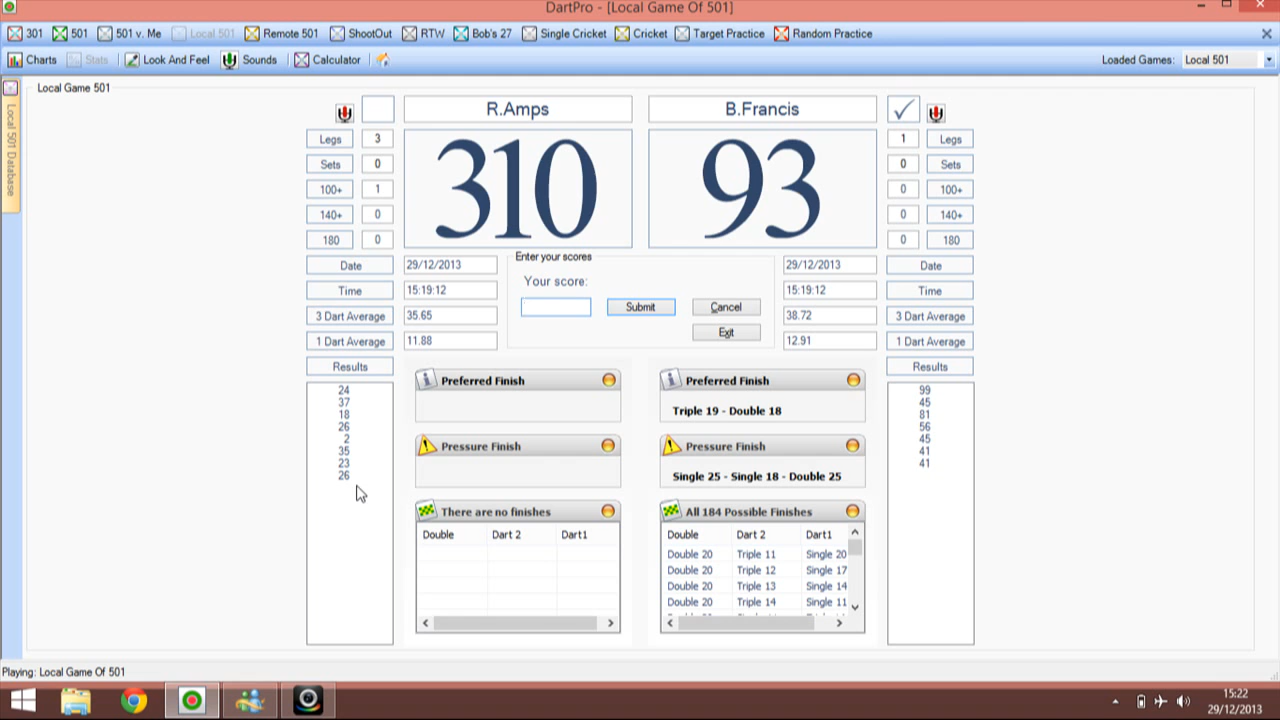 DartPro - [Local Game Of 501]
301 501 501 v. Me Local 501 Remote 501 ShootOut RTW Bob's 27 Single Cricket Cricket Target Practice Random Practice
Charts Stats Look And Feel Sounds Calculator Loaded Games: Local 501
Local 501 Database
Local Game 501
R.Amps B.Francis
Legs 3 310 93 1 Legs
Sets 0 0 Sets
100+ 1 0 100+
140+ 0 0 140+
180 0 0 180
Date 29/12/2013 Enter your scores 29/12/2013 Date
Time 15:19:12 Your score: 15:19:12 Time
3 Dart Average 35.65 Submit Cancel 38.72 3 Dart Average
1 Dart Average 11.88 Exit 12.91 1 Dart Average
Results Results
24
37
18
26
2
35
23
26
Preferred Finish
Pressure Finish
There are no finishes
Double Dart 2 Dart1
Preferred Finish
Triple 19 - Double 18
Pressure Finish
Single 25 - Single 18 - Double 25
All 184 Possible Finishes
Double Dart 2 Dart1
Double 20 Triple 11 Single 20
Double 20 Triple 12 Single 17
Double 20 Triple 13 Single 14
Double 20 Triple 14 Single 11
99
45
81
56
45
41
41
Playing: Local Game Of 501
15:22
29/12/2013